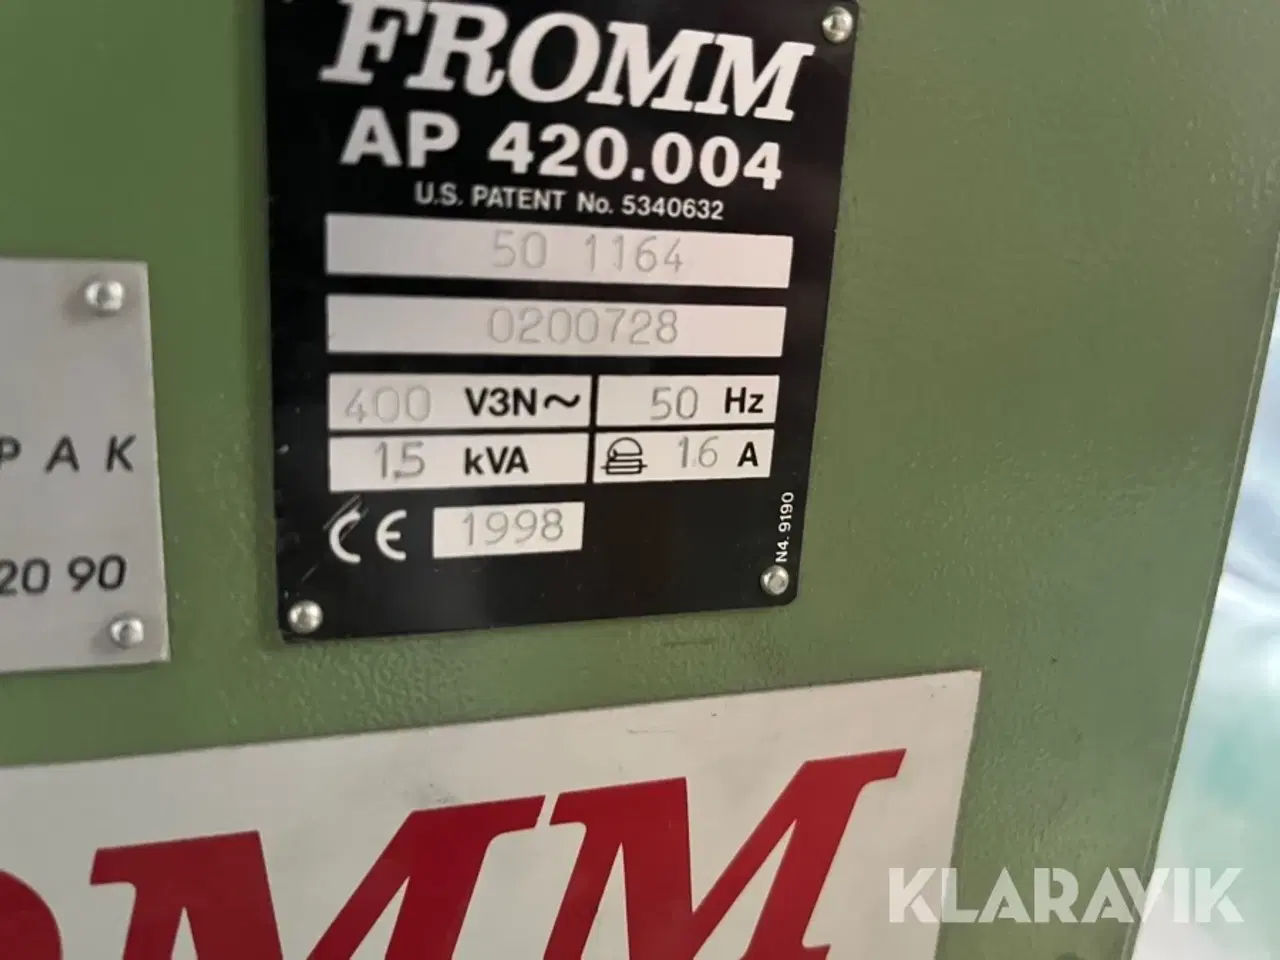 FROMM
AP 420.004
U.S. PATENT No. 5340632
50 1164
0200728
400 V3N~ 50 Hz
1,5 kVA 16 A
CE 1998
N4. 9190
PAK
20 90
OMM
KLARAVIK